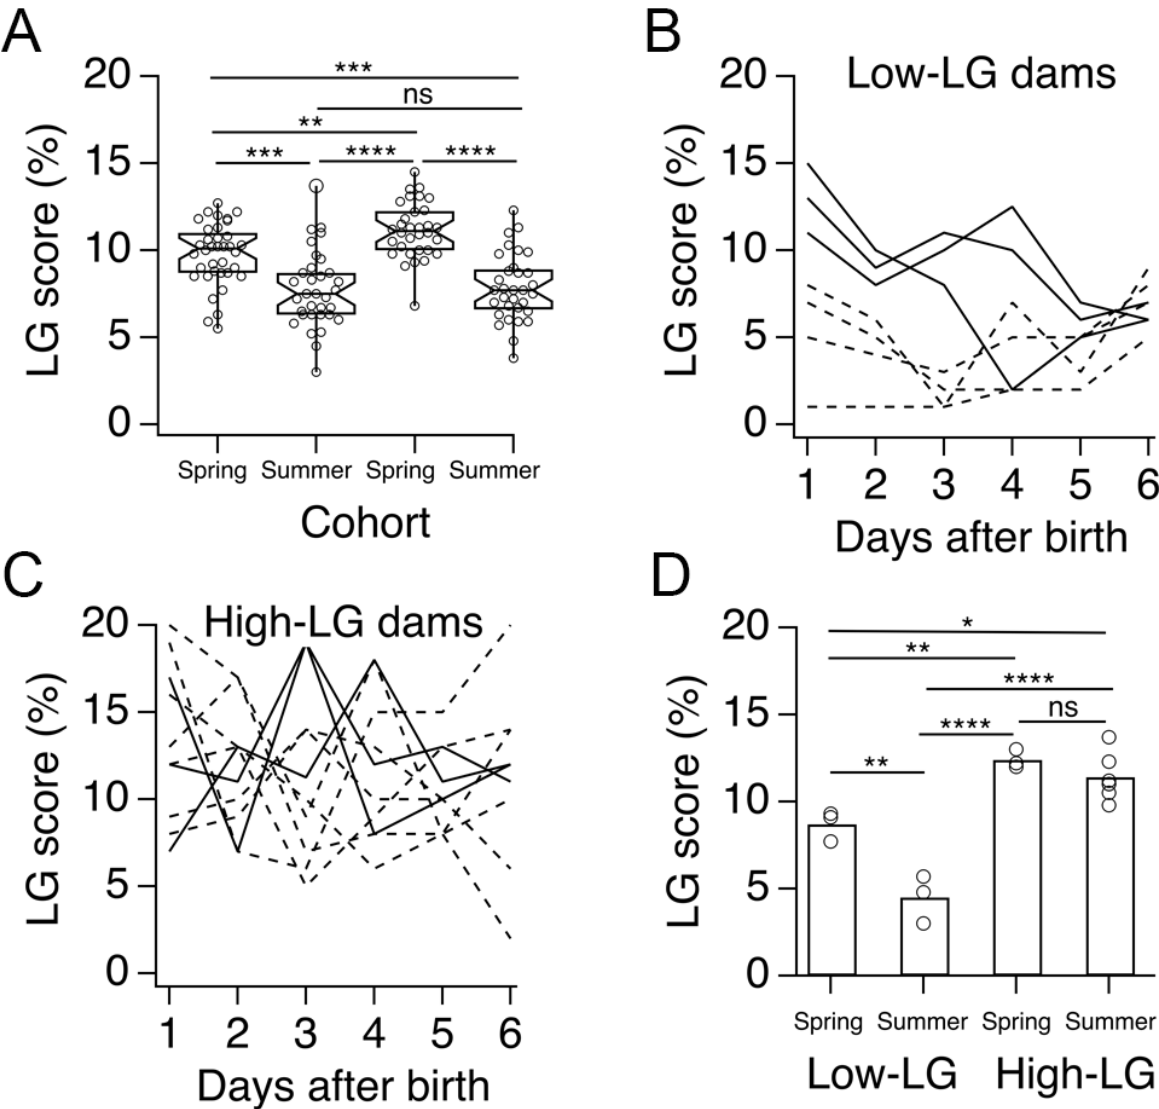 A
LG score (%)
20
15
10
5
0
***
ns
**
***
****
****
Spring
Summer
Spring
Summer
Cohort
B
Low-LG dams
LG score (%)
20
15
10
5
0
1 2 3 4 5 6
Days after birth
C
High-LG dams
LG score (%)
20
15
10
5
0
1 2 3 4 5 6
Days after birth
D
LG score (%)
20
15
10
5
0
*
**
****
ns
****
**
Spring Summer Spring Summer
Low-LG High-LG